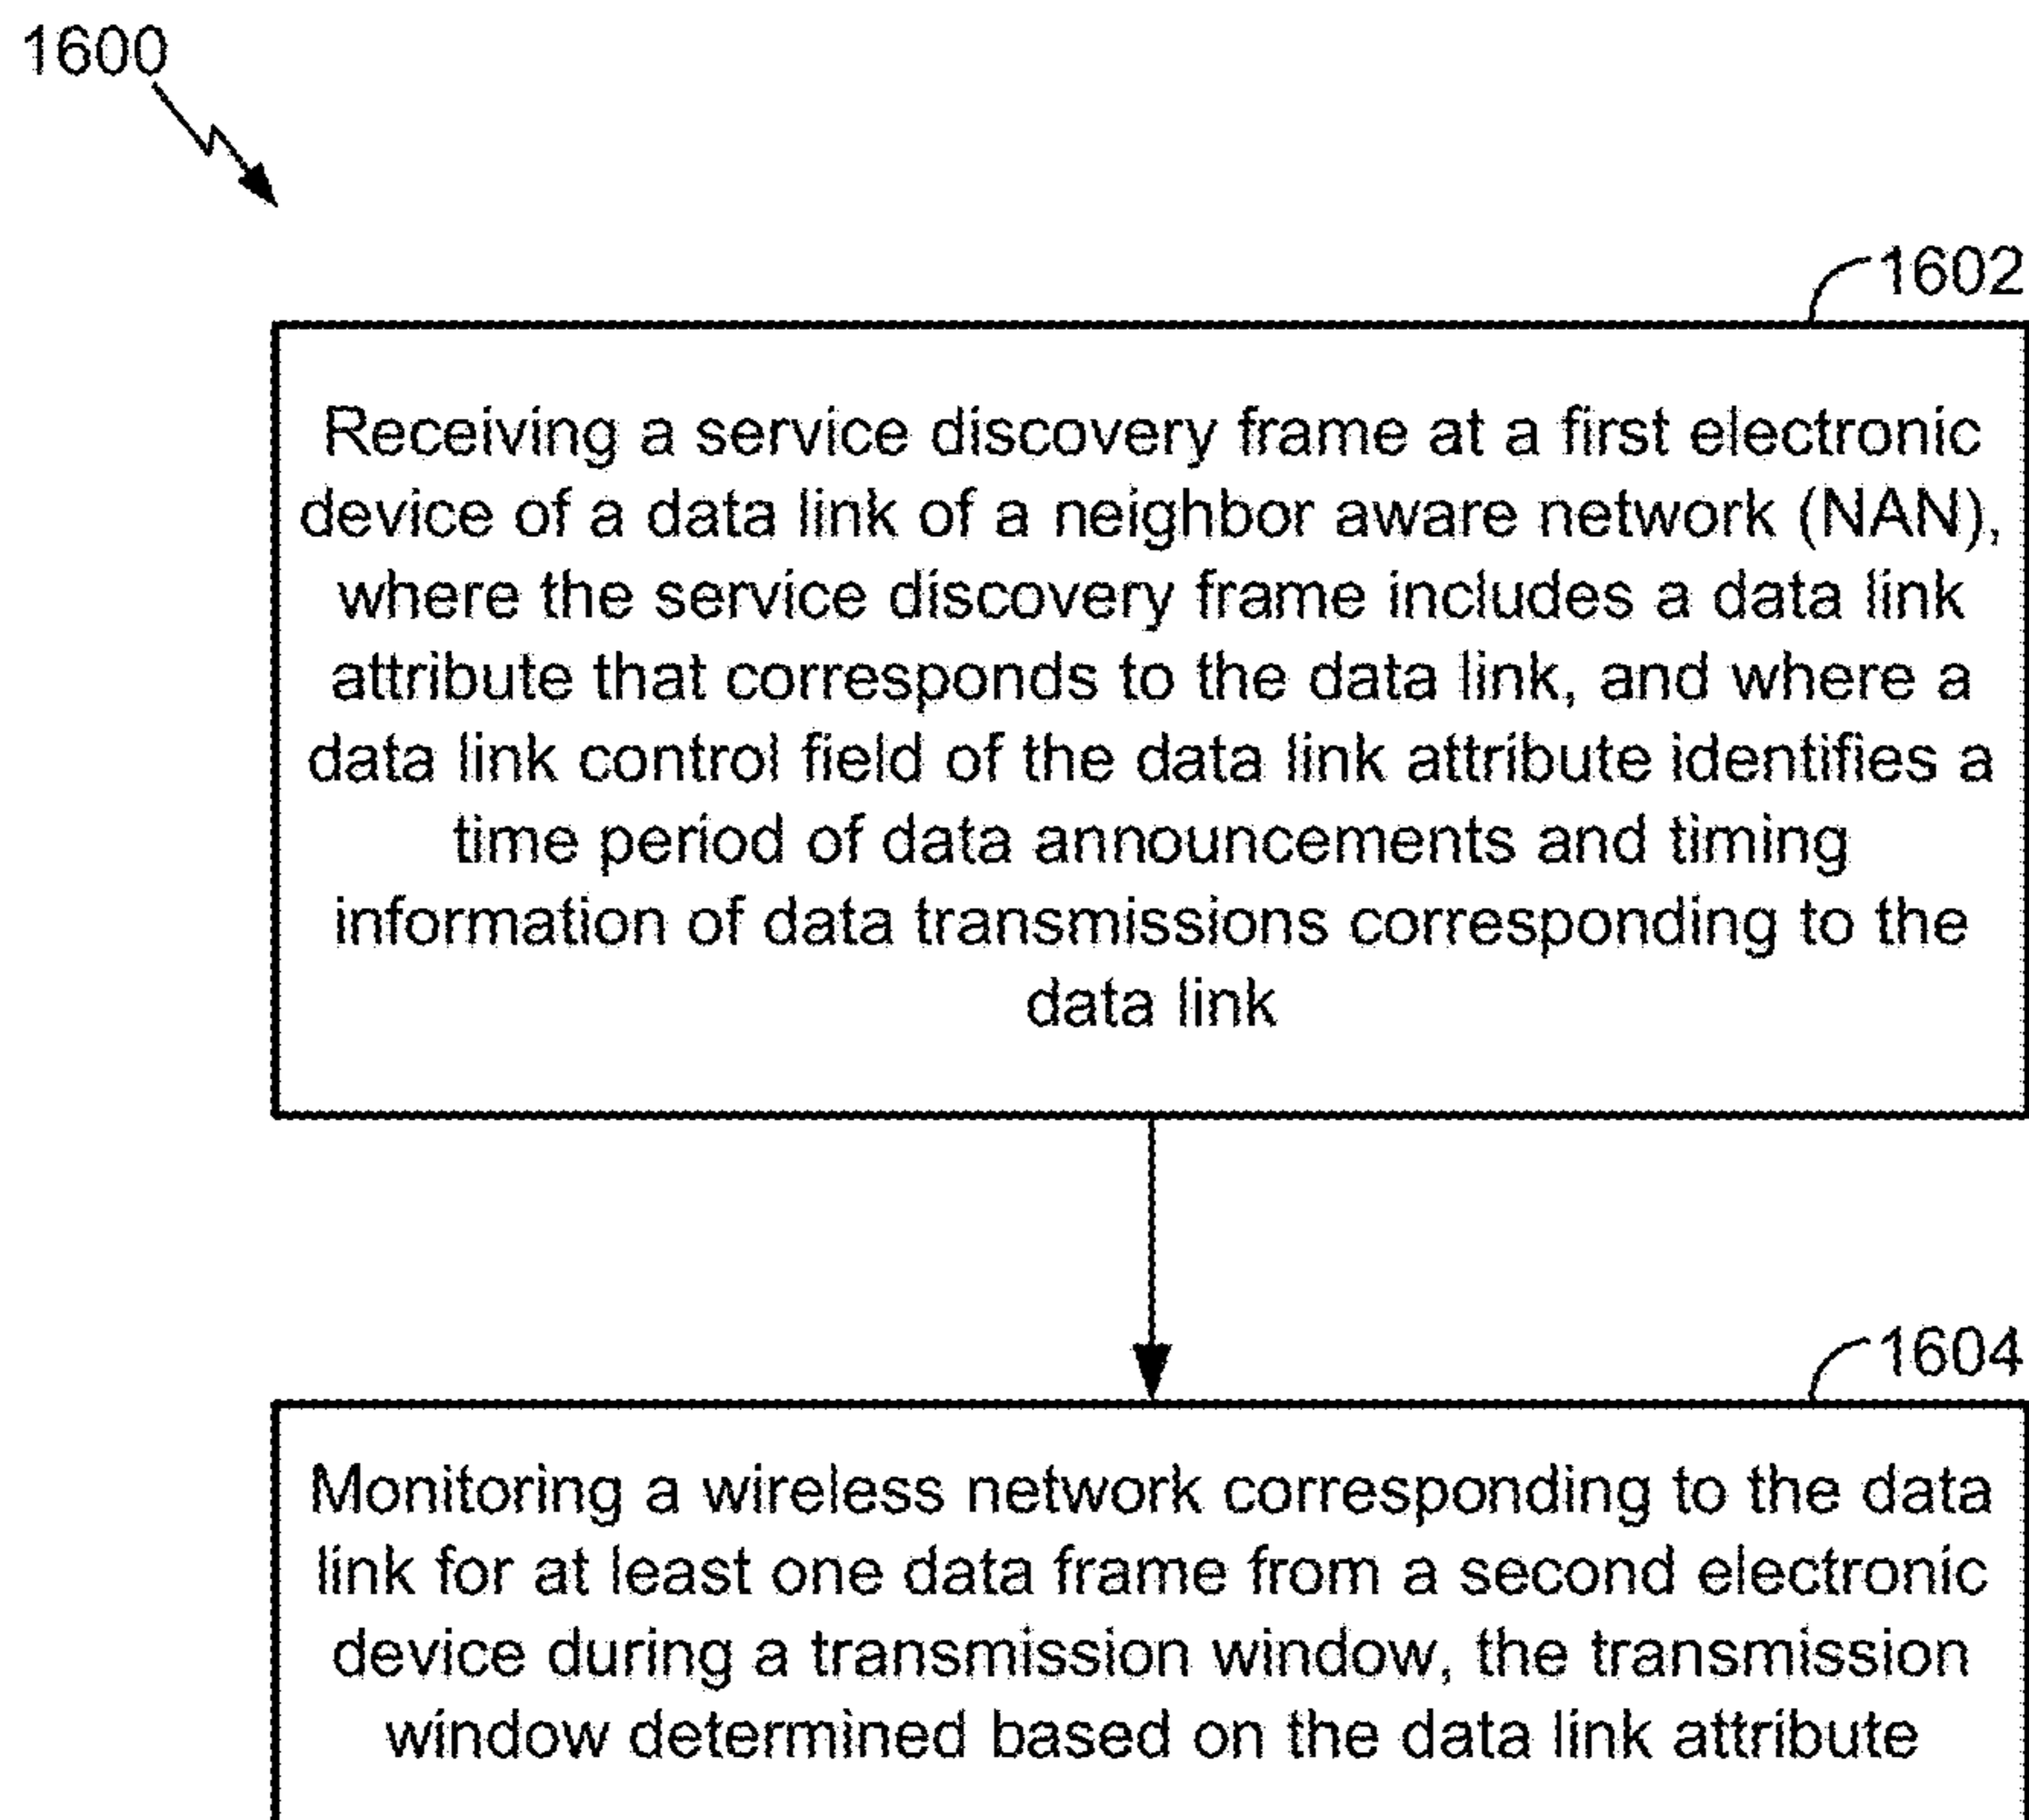 1600
1602
Receiving a service discovery frame at a first electronic
device of a data link of a neighbor aware network (NAN),
where the service discovery frame includes a data link
attribute that corresponds to the data link, and where a
data link control field of the data link attribute identifies a
time period of data announcements and timing
information of data transmissions corresponding to the
data link
1604
Monitoring a wireless network corresponding to the data
link for at least one data frame from a second electronic
device during a transmission window, the transmission
window determined based on the data link attribute